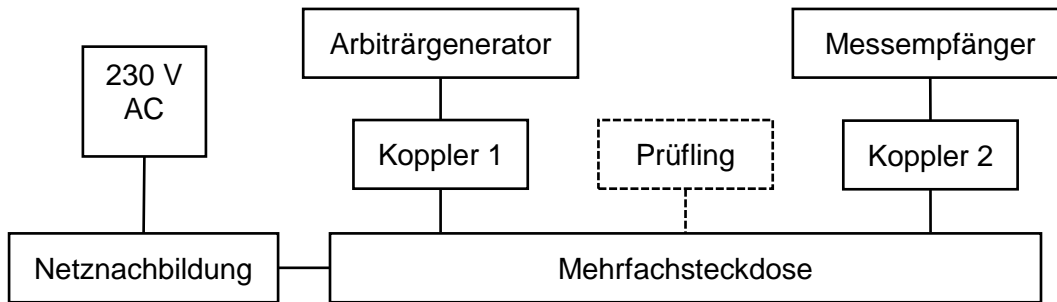 230 V
AC
Arbiträrgenerator
Messempfänger
Koppler 1
Prüfling
Koppler 2
Netznachbildung
Mehrfachsteckdose